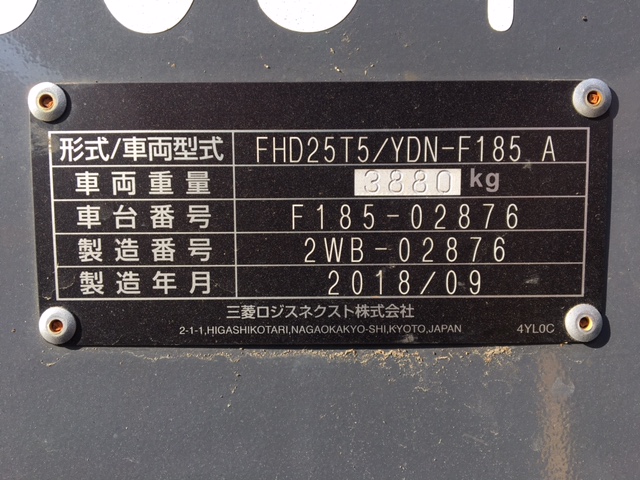 形式/車両型式 FHD25T5/YDN-F185 A
車両重量 3880 kg
車台番号 F185-02876
製造番号 2WB-02876
製造年月 2018/09
三菱ロジスネクスト株式会社
2-1-1,HIGASHIKOTARI,NAGAOKAKYO-SHI,KYOTO,JAPAN 4YL0C